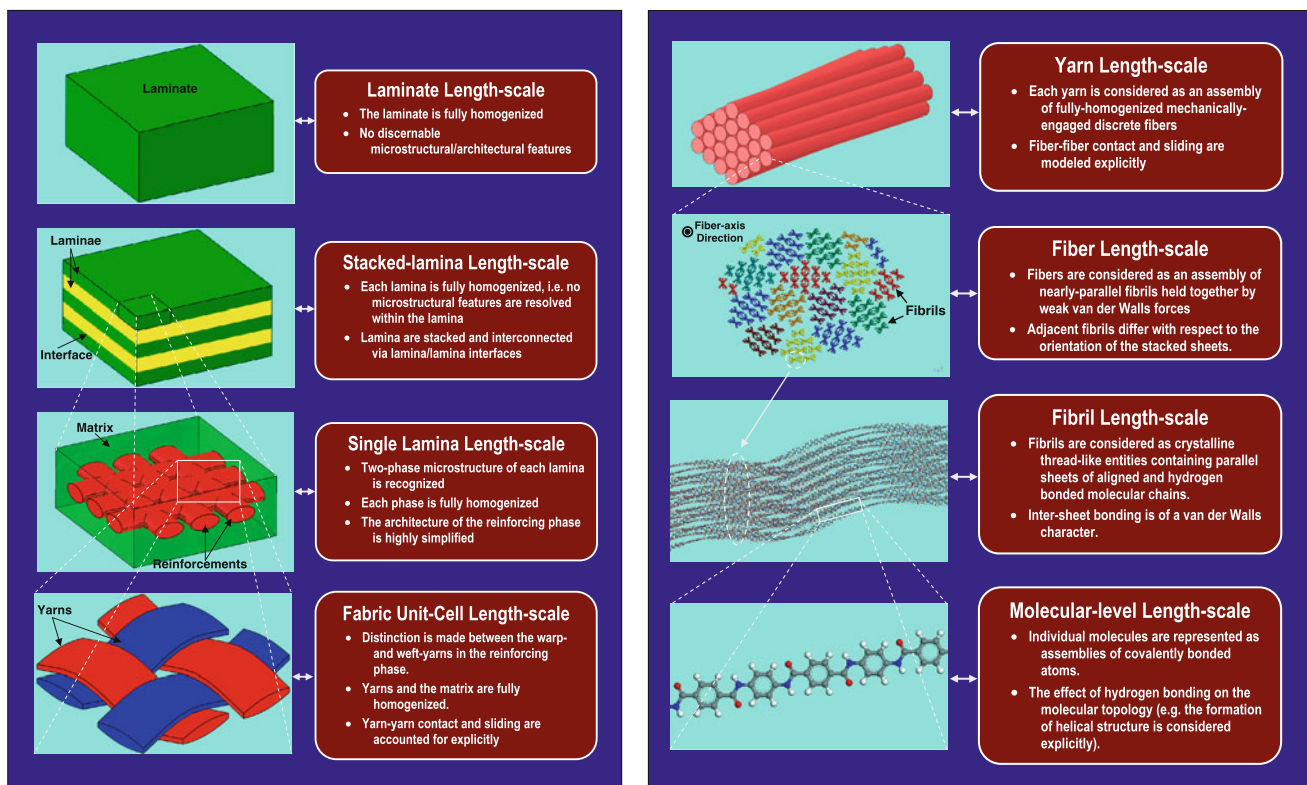 Laminate
Laminate Length-scale
• The laminate is fully homogenized
• No discernable
microstructural/architectural features
Laminae
Interface
Stacked-lamina Length-scale
• Each lamina is fully homogenized, i.e. no
microstructural features are resolved
within the lamina
• Lamina are stacked and interconnected
via lamina/lamina interfaces
Matrix
Reinforcements
Single Lamina Length-scale
• Two-phase microstructure of each lamina
is recognized
• Each phase is fully homogenized
• The architecture of the reinforcing phase
is highly simplified
Yarns
Fabric Unit-Cell Length-scale
• Distinction is made between the warp-
and weft-yarns in the reinforcing
phase.
• Yarns and the matrix are fully
homogenized.
• Yarn-yarn contact and sliding are
accounted for explicitly
Yarn Length-scale
• Each yarn is considered as an assembly
of fully-homogenized mechanically-
engaged discrete fibers
• Fiber-fiber contact and sliding are
modeled explicitly
Fiber-axis
Direction
Fibrils
Fiber Length-scale
• Fibers are considered as an assembly of
nearly-parallel fibrils held together by
weak van der Walls forces
• Adjacent fibrils differ with respect to the
orientation of the stacked sheets.
Fibril Length-scale
• Fibrils are considered as crystalline
thread-like entities containing parallel
sheets of aligned and hydrogen
bonded molecular chains.
• Inter-sheet bonding is of a van der Walls
character.
Molecular-level Length-scale
• Individual molecules are represented as
assemblies of covalently bonded
atoms.
• The effect of hydrogen bonding on the
molecular topology (e.g. the formation
of helical structure is considered
explicitly).